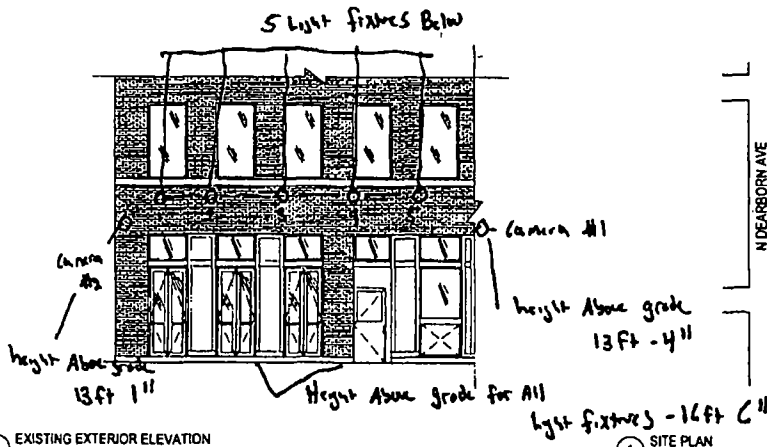 5 Light fixtures Below
N DEARBORN AVE
Camera #1
Camera
#2
height Above grade
13 ft - 4"
height Above grade
13 ft 1"
Height Above grade for All
light fixtures - 16 ft 6"
EXISTING EXTERIOR ELEVATION
SITE PLAN